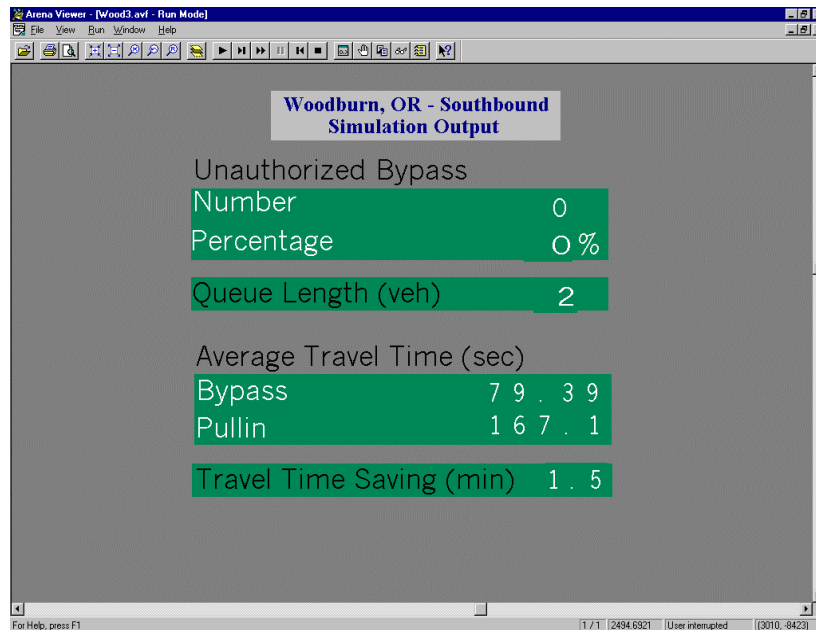 Arena Viewer - [Wood3.avf - Run Mode]
File View Run Window Help
Woodburn, OR - Southbound
Simulation Output
Unauthorized Bypass
Number 0
Percentage 0%
Queue Length (veh) 2
Average Travel Time (sec)
Bypass 79.39
Pullin 167.1
Travel Time Saving (min) 1.5
For Help, press F1 1/1 2494.6921 User interrupted (3010, -8423)